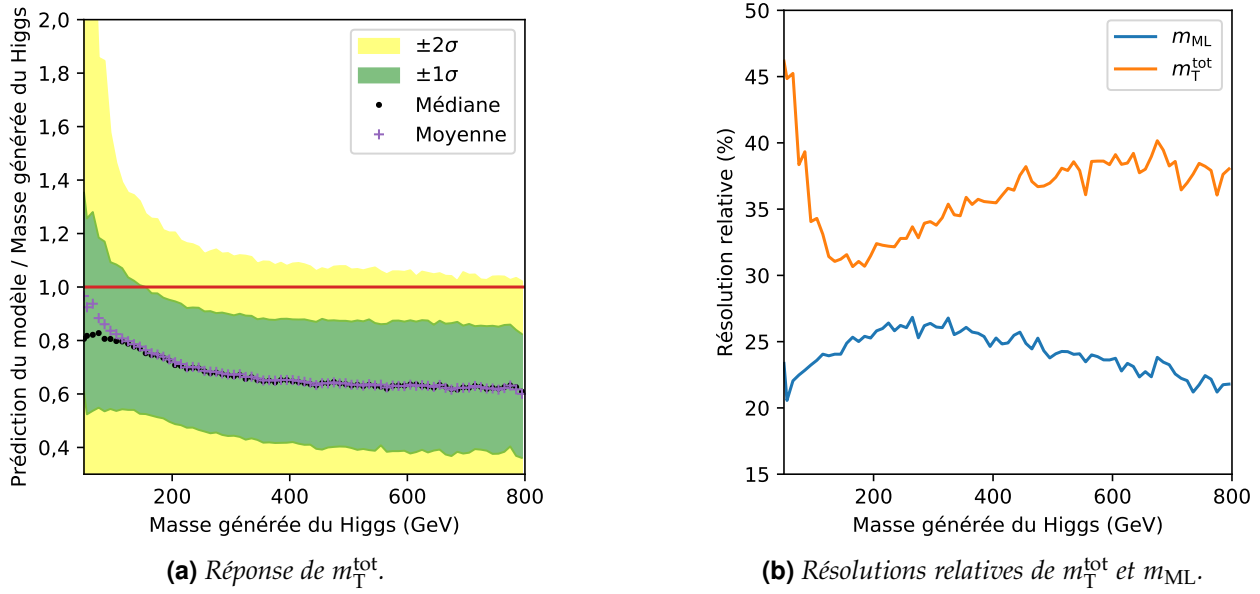 Prédiction du modèle / Masse générée du Higgs
2,0
1,8
1,6
1,4
1,2
1,0
0,8
0,6
0,4
200
400
600
800
Masse générée du Higgs (GeV)
±2σ
±1σ
Médiane
Moyenne
(a) Réponse de m_T^tot.
Résolution relative (%)
50
45
40
35
30
25
20
15
200
400
600
800
Masse générée du Higgs (GeV)
m_ML
m_T^tot
(b) Résolutions relatives de m_T^tot et m_ML.